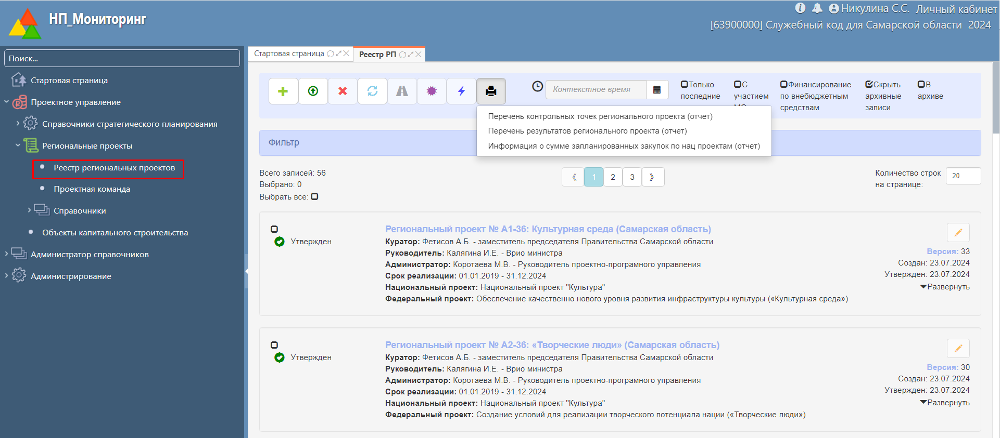 НП_Мониторинг
Никулина С.С. Личный кабинет
[63900000] Служебный код для Самарской области 2024
Поиск...
Стартовая страница
Проектное управление
Справочники стратегического планирования
Региональные проекты
Реестр региональных проектов
Проектная команда
Справочники
Объекты капитального строительства
Администратор справочников
Администрирование
Стартовая страница
Реестр РП
Контекстное время
Только
последние
С
участием
Финансирование
по внебюджетным
средствам
Скрыть
архивные
записи
В
архиве
Перечень контрольных точек регионального проекта (отчет)
Перечень результатов регионального проекта (отчет)
Информация о сумме запланированных закупок по нац проектам (отчет)
Фильтр
Всего записей: 56
Выбрано: 0
Выбрать все:
《 1 2 3 》
Количество строк
на странице:
20
Утвержден
Региональный проект № А1-36: Культурная среда (Самарская область)
Куратор: Фетисов А.Б. - заместитель председателя Правительства Самарской области
Руководитель: Калягина И.Е. - Врио министра
Администратор: Коротаева М.В. - Руководитель проектно-програмного управления
Срок реализации: 01.01.2019 - 31.12.2024
Национальный проект: Национальный проект "Культура"
Федеральный проект: Обеспечение качественно нового уровня развития инфраструктуры культуры («Культурная среда»)
Версия: 33
Создан: 23.07.2024
Утвержден: 23.07.2024
Развернуть
Утвержден
Региональный проект № А2-36: «Творческие люди» (Самарская область)
Куратор: Фетисов А.Б. - заместитель председателя Правительства Самарской области
Руководитель: Калягина И.Е. - Врио министра
Администратор: Коротаева М.В. - Руководитель проектно-програмного управления
Срок реализации: 01.01.2019 - 31.12.2024
Национальный проект: Национальный проект "Культура"
Федеральный проект: Создание условий для реализации творческого потенциала нации («Творческие люди»)
Версия: 30
Создан: 23.07.2024
Утвержден: 23.07.2024
Развернуть